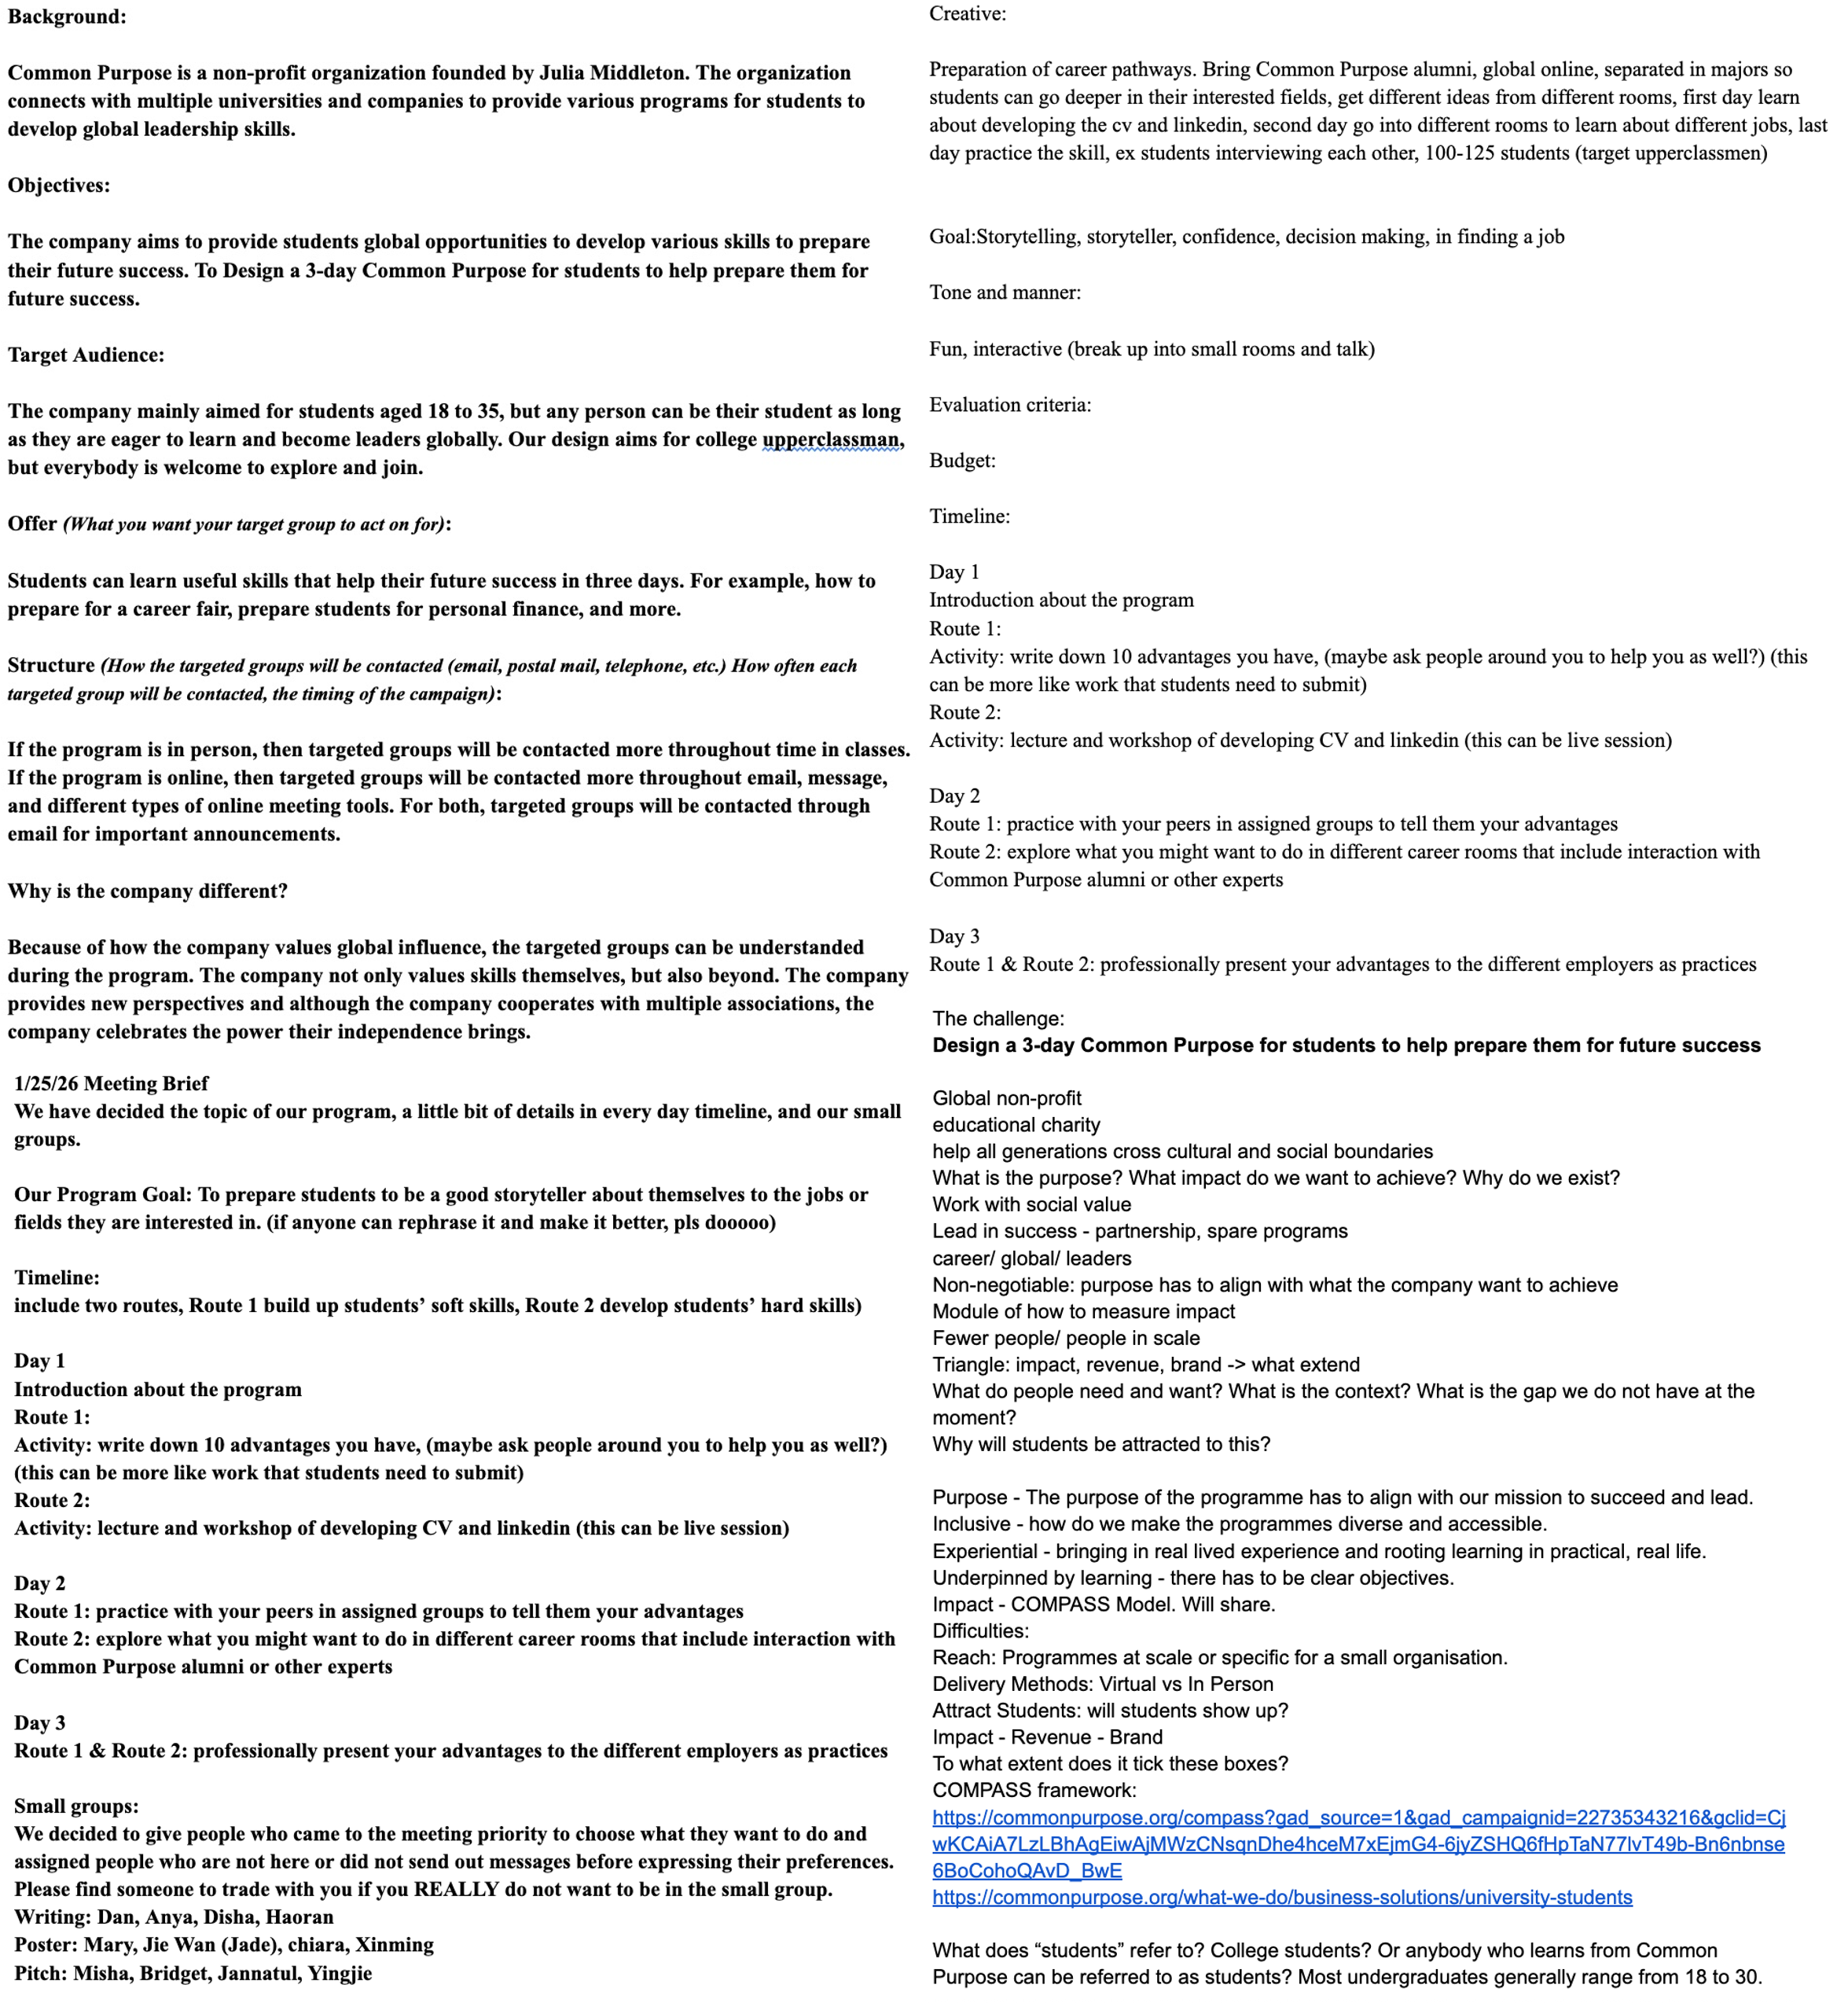 Background:
Common Purpose is a non-profit organization founded by Julia Middleton. The organization
connects with multiple universities and companies to provide various programs for students to
develop global leadership skills.
Objectives:
The company aims to provide students global opportunities to develop various skills to prepare
their future success. To Design a 3-day Common Purpose for students to help prepare them for
future success.
Target Audience:
The company mainly aimed for students aged 18 to 35, but any person can be their student as long
as they are eager to learn and become leaders globally. Our design aims for college upperclassman,
but everybody is welcome to explore and join.
Offer (What you want your target group to act on for):
Students can learn useful skills that help their future success in three days. For example, how to
prepare for a career fair, prepare students for personal finance, and more.
Structure (How the targeted groups will be contacted (email, postal mail, telephone, etc.) How often each
targeted group will be contacted, the timing of the campaign):
If the program is in person, then targeted groups will be contacted more throughout time in classes.
If the program is online, then targeted groups will be contacted more throughout email, message,
and different types of online meeting tools. For both, targeted groups will be contacted through
email for important announcements.
Why is the company different?
Because of how the company values global influence, the targeted groups can be understanded
during the program. The company not only values skills themselves, but also beyond. The company
provides new perspectives and although the company cooperates with multiple associations, the
company celebrates the power their independence brings.
1/25/26 Meeting Brief
We have decided the topic of our program, a little bit of details in every day timeline, and our small
groups.
Our Program Goal: To prepare students to be a good storyteller about themselves to the jobs or
fields they are interested in. (if anyone can rephrase it and make it better, pls dooooo)
Timeline:
include two routes, Route 1 build up students’ soft skills, Route 2 develop students’ hard skills)
Day 1
Introduction about the program
Route 1:
Activity: write down 10 advantages you have, (maybe ask people around you to help you as well?)
(this can be more like work that students need to submit)
Route 2:
Activity: lecture and workshop of developing CV and linkedin (this can be live session)
Day 2
Route 1: practice with your peers in assigned groups to tell them your advantages
Route 2: explore what you might want to do in different career rooms that include interaction with
Common Purpose alumni or other experts
Day 3
Route 1 & Route 2: professionally present your advantages to the different employers as practices
Small groups:
We decided to give people who came to the meeting priority to choose what they want to do and
assigned people who are not here or did not send out messages before expressing their preferences.
Please find someone to trade with you if you REALLY do not want to be in the small group.
Writing: Dan, Anya, Disha, Haoran
Poster: Mary, Jie Wan (Jade), chiara, Xinming
Pitch: Misha, Bridget, Jannatul, Yingjie
Creative:
Preparation of career pathways. Bring Common Purpose alumni, global online, separated in majors so
students can go deeper in their interested fields, get different ideas from different rooms, first day learn
about developing the cv and linkedin, second day go into different rooms to learn about different jobs, last
day practice the skill, ex students interviewing each other, 100-125 students (target upperclassmen)
Goal:Storytelling, storyteller, confidence, decision making, in finding a job
Tone and manner:
Fun, interactive (break up into small rooms and talk)
Evaluation criteria:
Budget:
Timeline:
Day 1
Introduction about the program
Route 1:
Activity: write down 10 advantages you have, (maybe ask people around you to help you as well?) (this
can be more like work that students need to submit)
Route 2:
Activity: lecture and workshop of developing CV and linkedin (this can be live session)
Day 2
Route 1: practice with your peers in assigned groups to tell them your advantages
Route 2: explore what you might want to do in different career rooms that include interaction with
Common Purpose alumni or other experts
Day 3
Route 1 & Route 2: professionally present your advantages to the different employers as practices
The challenge:
Design a 3-day Common Purpose for students to help prepare them for future success
Global non-profit
educational charity
help all generations cross cultural and social boundaries
What is the purpose? What impact do we want to achieve? Why do we exist?
Work with social value
Lead in success - partnership, spare programs
career/ global/ leaders
Non-negotiable: purpose has to align with what the company want to achieve
Module of how to measure impact
Fewer people/ people in scale
Triangle: impact, revenue, brand -> what extend
What do people need and want? What is the context? What is the gap we do not have at the
moment?
Why will students be attracted to this?
Purpose - The purpose of the programme has to align with our mission to succeed and lead.
Inclusive - how do we make the programmes diverse and accessible.
Experiential - bringing in real lived experience and rooting learning in practical, real life.
Underpinned by learning - there has to be clear objectives.
Impact - COMPASS Model. Will share.
Difficulties:
Reach: Programmes at scale or specific for a small organisation.
Delivery Methods: Virtual vs In Person
Attract Students: will students show up?
Impact - Revenue - Brand
To what extent does it tick these boxes?
COMPASS framework:
https://commonpurpose.org/compass?gad_source=1&gad_campaignid=22735343216&gclid=Cj
wKCAiA7LzLBhAgEiwAjMWzCNsqnDhe4hceM7xEjmG4-6jyZSHQ6fHpTaN77lvT49b-Bn6nbnse
6BoCohoQAvD_BwE
https://commonpurpose.org/what-we-do/business-solutions/university-students
What does “students” refer to? College students? Or anybody who learns from Common
Purpose can be referred to as students? Most undergraduates generally range from 18 to 30.